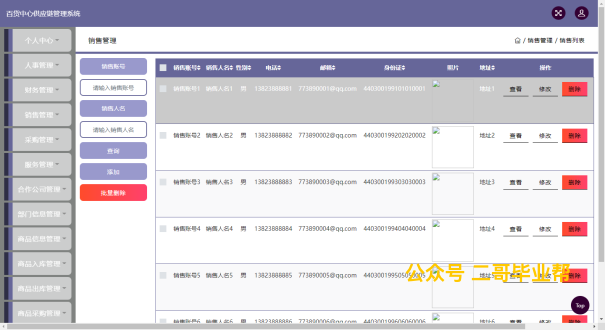 百货中心供应链管理系统
个人中心
人事管理
财务管理
销售管理
采购管理
服务管理
合作公司管理
部门信息管理
商品信息管理
商品入库管理
商品出库管理
商品采购管理
销售管理
/ 销售管理 / 销售列表
销售账号
请输入销售账号
销售人名
请输入销售人名
查询
添加
批量删除
销售账号 销售人名 性别 电话 邮箱 身份证 照片 地址 操作
销售账号1 销售人名1 男 13823888881 773890001@qq.com 440300199101010001 地址1 查看 修改 删除
销售账号2 销售人名2 男 13823888882 773890002@qq.com 440300199202020002 地址2 查看 修改 删除
销售账号3 销售人名3 男 13823888883 773890003@qq.com 440300199303030003 地址3 查看 修改 删除
销售账号4 销售人名4 男 13823888884 773890004@qq.com 440300199404040004 地址4 查看 修改 删除
销售账号5 销售人名5 男 13823888885 773890005@qq.com 440300199505050005 地址5 查看 修改 删除
销售账号6 销售人名6 男 13823888886 773890006@qq.com 440300199606060006 地址6 查看 修改 删除
公众号 二哥毕业帮
Top